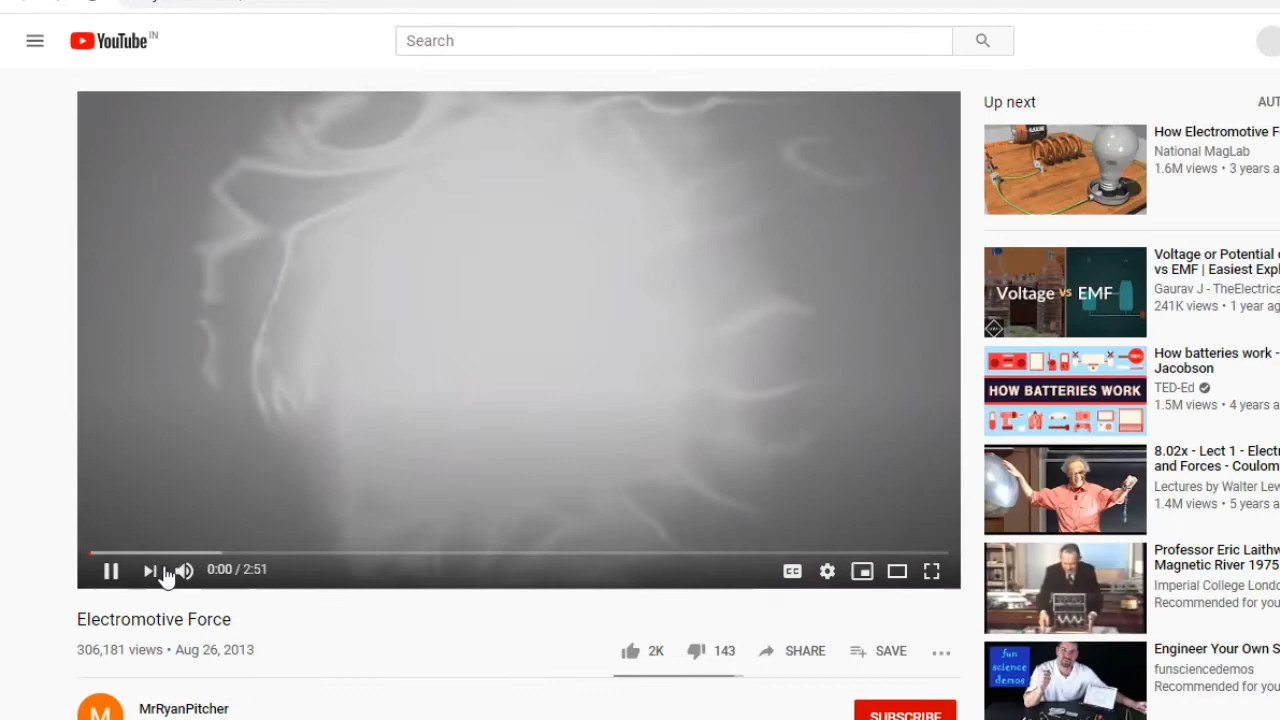 YouTube IN
Search
Up next
AUT
How Electromotive F
National MagLab
1.6M views • 3 years a
Voltage vs EMF
Voltage or Potential
vs EMF | Easiest Expl
Gaurav J - TheElectrica
241K views • 1 year ag
HOW BATTERIES WORK
How batteries work -
Jacobson
TED-Ed
1.5M views • 4 years a
8.02x - Lect 1 - Electr
and Forces - Coulom
Lectures by Walter Lew
1.4M views • 5 years a
Professor Eric Laithw
Magnetic River 1975
Imperial College Londo
Recommended for you
fun
science
demos
Engineer Your Own S
funsciencedemos
Recommended for you
0:00 / 2:51
CC
Electromotive Force
306,181 views • Aug 26, 2013
2K
143
SHARE
SAVE
M
MrRyanPitcher
SUBSCRIBE